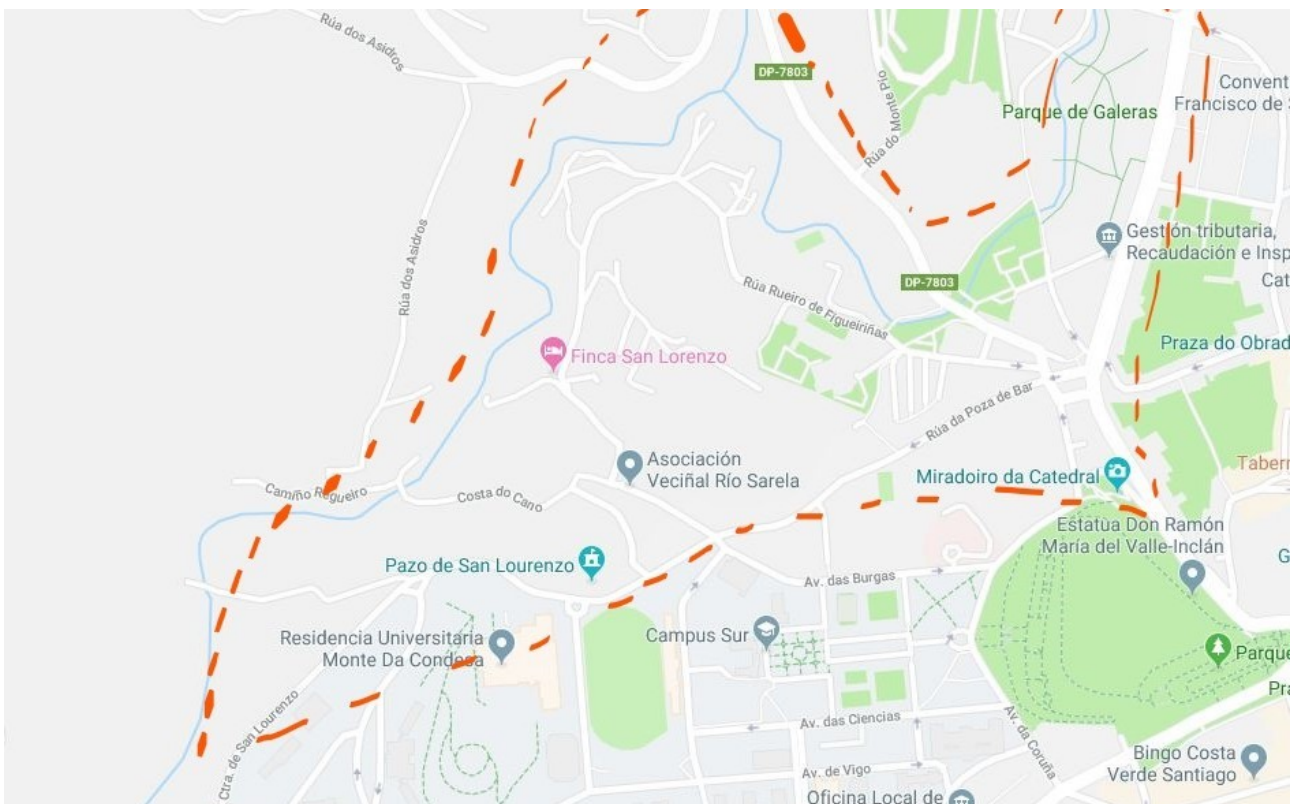 Rúa dos Asidros
DP-7803
Convent
Francisco de S
Parque de Galeras
Rúa do Monte Pío
Rúa dos Asidros
Gestión tributaria,
Recaudación e Insp
Cat
DP-7803
Rúa Rueiro de Figueiriñas
Praza do Obrad
Finca San Lorenzo
Rúa da Poza de Bar
Asociación
Veciñal Río Sarela
Miradoiro da Catedral
Tabern
Camiño Regueiro
Costa do Cano
Estatua Don Ramón
María del Valle-Inclán
G
Pazo de San Lourenzo
Av. das Burgas
Residencia Universitaria
Monte Da Condesa
Campus Sur
Parque
Pra
Ctra. de San Lourenzo
Av. das Ciencias
Av. da Coruña
Av. de Vigo
Bingo Costa
Verde Santiago
Oficina Local de